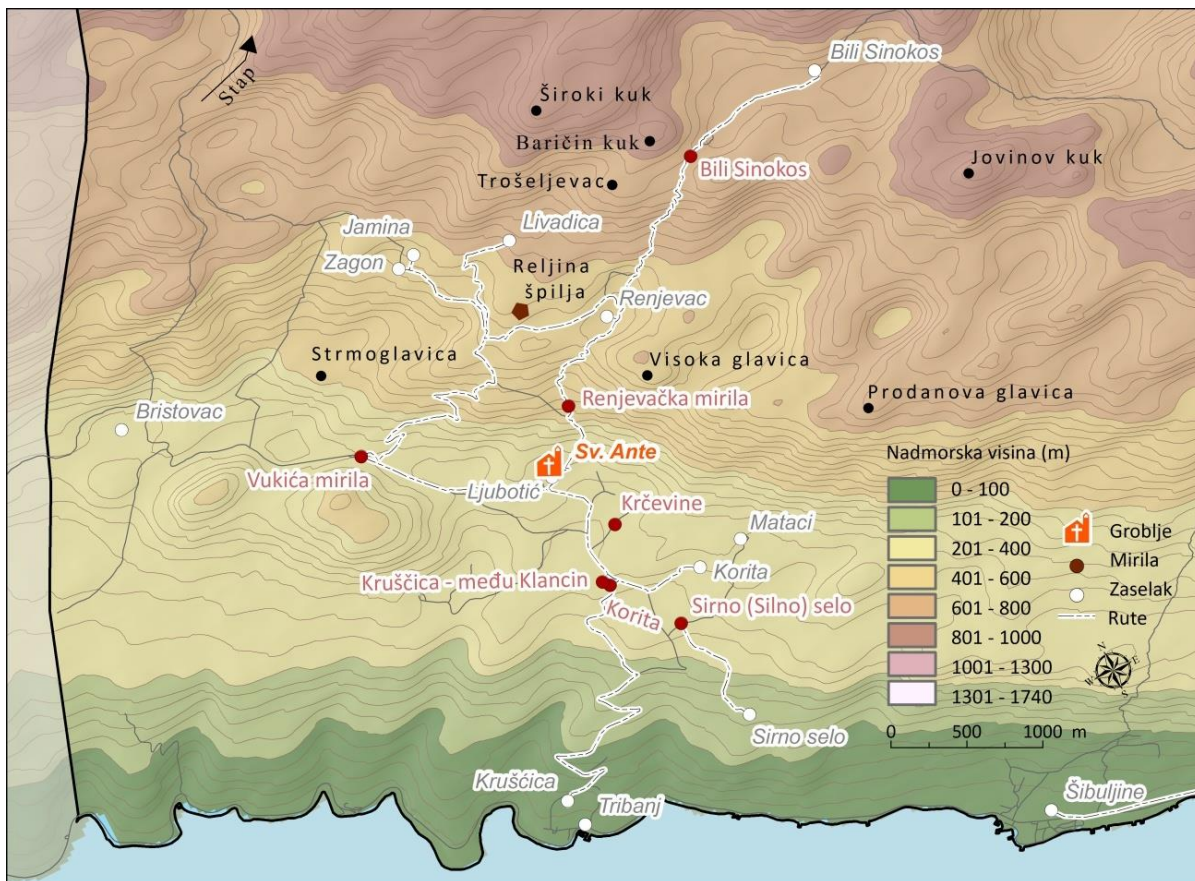 Bili Sinokos
Stap
Široki kuk
Baričin kuk
Bili Sinokos
Jovinov kuk
Trošeljevac
Jamina
Livadica
Zagon
Reljina
špilja
Renjevac
Strmoglavica
Visoka glavica
Renjevačka mirila
Prodanova glavica
Bristovac
Sv. Ante
Vukića mirila
Ljubotić
Krčevine
Mataci
Korita
Kruščica - među Klancin
Korita
Sirno (Silno) selo
Sirno selo
Kruščica
Tribanj
Šibuljine
Nadmorska visina (m)
0 - 100
101 - 200
201 - 400
401 - 600
601 - 800
801 - 1000
1001 - 1300
1301 - 1740
Groblje
Mirila
Zaselak
Rute
N
E
S
W
0 500 1000 m